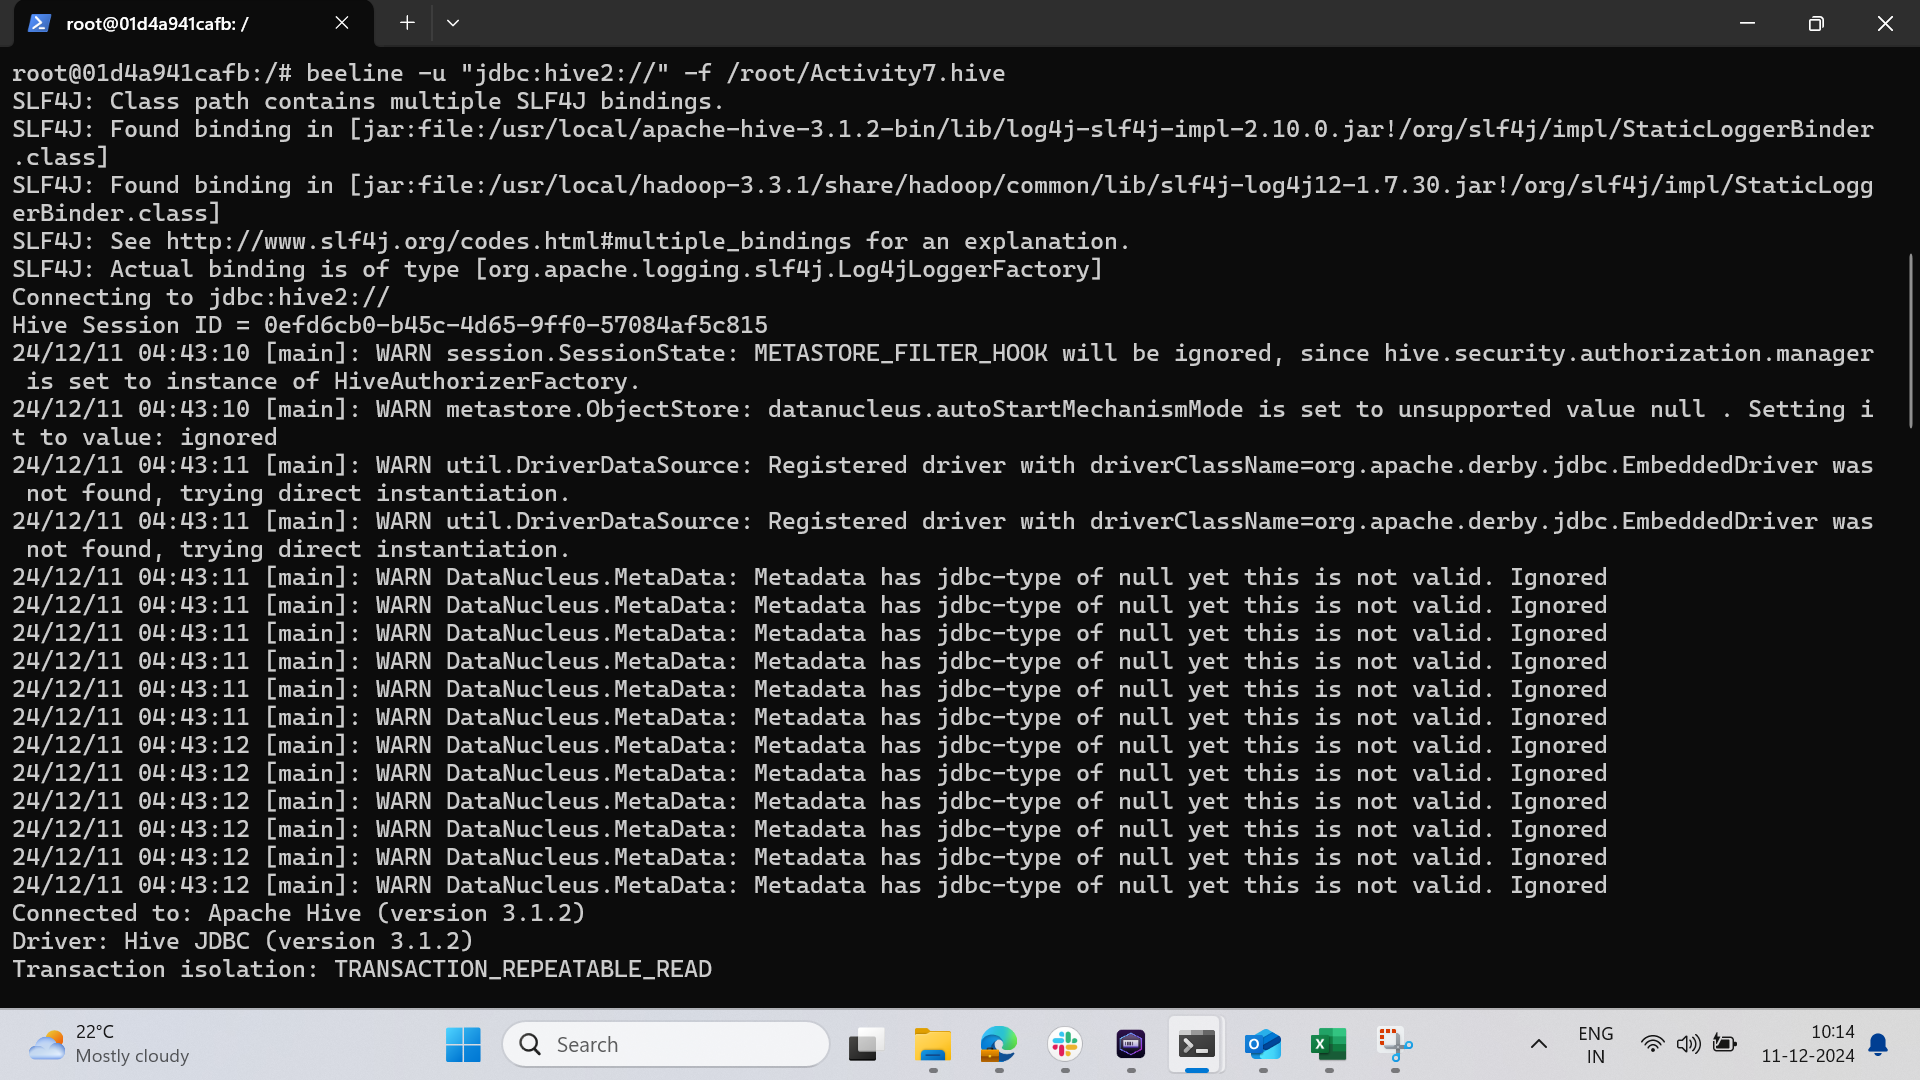 root@01d4a941cafb: /
root@01d4a941cafb:/# beeline -u "jdbc:hive2://" -f /root/Activity7.hive
SLF4J: Class path contains multiple SLF4J bindings.
SLF4J: Found binding in [jar:file:/usr/local/apache-hive-3.1.2-bin/lib/log4j-slf4j-impl-2.10.0.jar!/org/slf4j/impl/StaticLoggerBinder
.class]
SLF4J: Found binding in [jar:file:/usr/local/hadoop-3.3.1/share/hadoop/common/lib/slf4j-log4j12-1.7.30.jar!/org/slf4j/impl/StaticLogg
erBinder.class]
SLF4J: See http://www.slf4j.org/codes.html#multiple_bindings for an explanation.
SLF4J: Actual binding is of type [org.apache.logging.slf4j.Log4jLoggerFactory]
Connecting to jdbc:hive2://
Hive Session ID = 0efd6cb0-b45c-4d65-9ff0-57084af5c815
24/12/11 04:43:10 [main]: WARN session.SessionState: METASTORE_FILTER_HOOK will be ignored, since hive.security.authorization.manager
 is set to instance of HiveAuthorizerFactory.
24/12/11 04:43:10 [main]: WARN metastore.ObjectStore: datanucleus.autoStartMechanismMode is set to unsupported value null . Setting i
t to value: ignored
24/12/11 04:43:11 [main]: WARN util.DriverDataSource: Registered driver with driverClassName=org.apache.derby.jdbc.EmbeddedDriver was
 not found, trying direct instantiation.
24/12/11 04:43:11 [main]: WARN util.DriverDataSource: Registered driver with driverClassName=org.apache.derby.jdbc.EmbeddedDriver was
 not found, trying direct instantiation.
24/12/11 04:43:11 [main]: WARN DataNucleus.MetaData: Metadata has jdbc-type of null yet this is not valid. Ignored
24/12/11 04:43:11 [main]: WARN DataNucleus.MetaData: Metadata has jdbc-type of null yet this is not valid. Ignored
24/12/11 04:43:11 [main]: WARN DataNucleus.MetaData: Metadata has jdbc-type of null yet this is not valid. Ignored
24/12/11 04:43:11 [main]: WARN DataNucleus.MetaData: Metadata has jdbc-type of null yet this is not valid. Ignored
24/12/11 04:43:11 [main]: WARN DataNucleus.MetaData: Metadata has jdbc-type of null yet this is not valid. Ignored
24/12/11 04:43:11 [main]: WARN DataNucleus.MetaData: Metadata has jdbc-type of null yet this is not valid. Ignored
24/12/11 04:43:12 [main]: WARN DataNucleus.MetaData: Metadata has jdbc-type of null yet this is not valid. Ignored
24/12/11 04:43:12 [main]: WARN DataNucleus.MetaData: Metadata has jdbc-type of null yet this is not valid. Ignored
24/12/11 04:43:12 [main]: WARN DataNucleus.MetaData: Metadata has jdbc-type of null yet this is not valid. Ignored
24/12/11 04:43:12 [main]: WARN DataNucleus.MetaData: Metadata has jdbc-type of null yet this is not valid. Ignored
24/12/11 04:43:12 [main]: WARN DataNucleus.MetaData: Metadata has jdbc-type of null yet this is not valid. Ignored
24/12/11 04:43:12 [main]: WARN DataNucleus.MetaData: Metadata has jdbc-type of null yet this is not valid. Ignored
Connected to: Apache Hive (version 3.1.2)
Driver: Hive JDBC (version 3.1.2)
Transaction isolation: TRANSACTION_REPEATABLE_READ
22°C
Mostly cloudy
Search
ENG
IN
10:14
11-12-2024